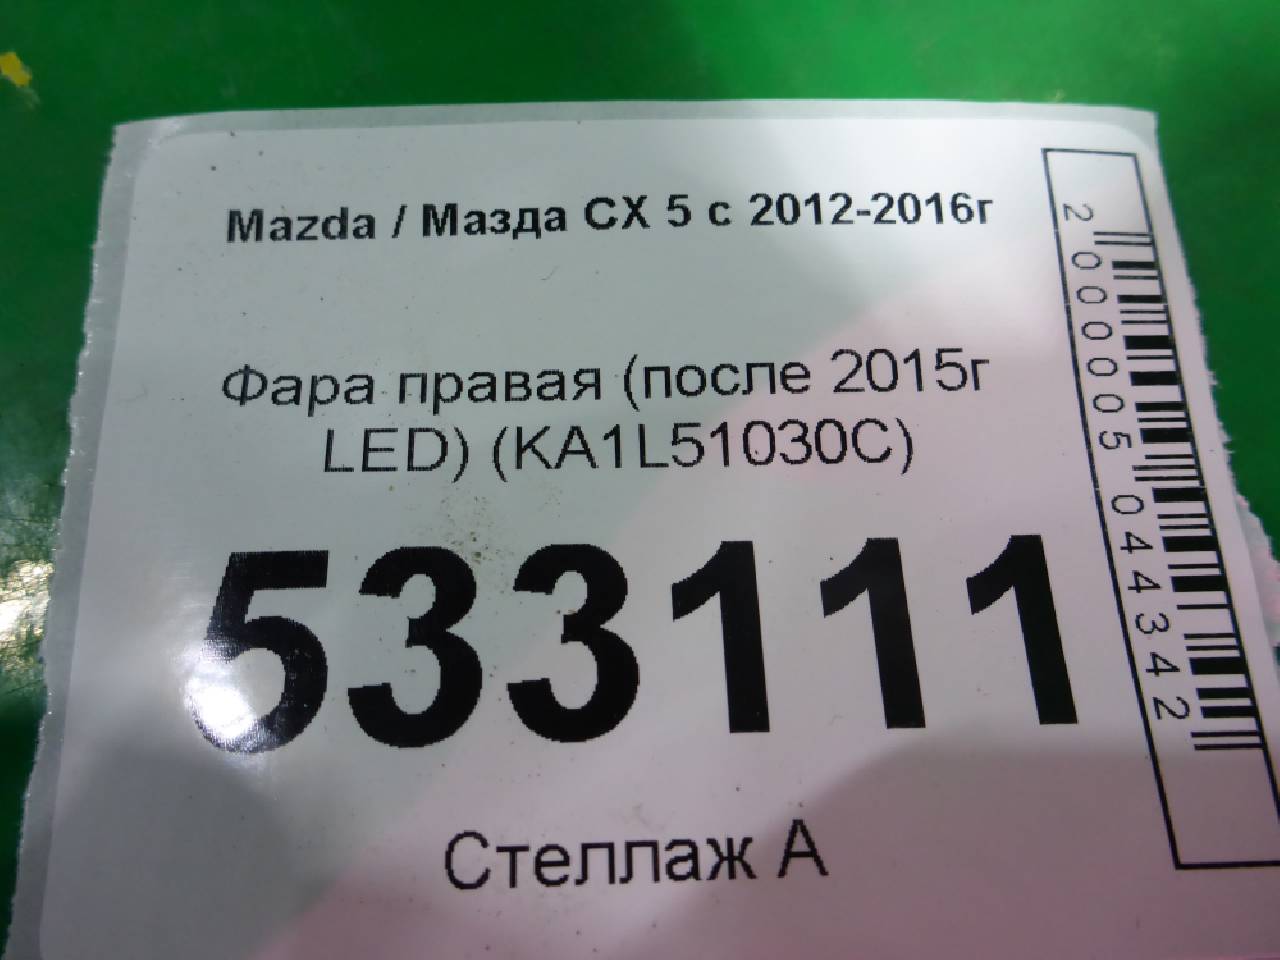 Mazda / Мазда CX 5 с 2012-2016г
Фара правая (после 2015г
LED) (KA1L51030C)
533111
Стеллаж А
2000005044342